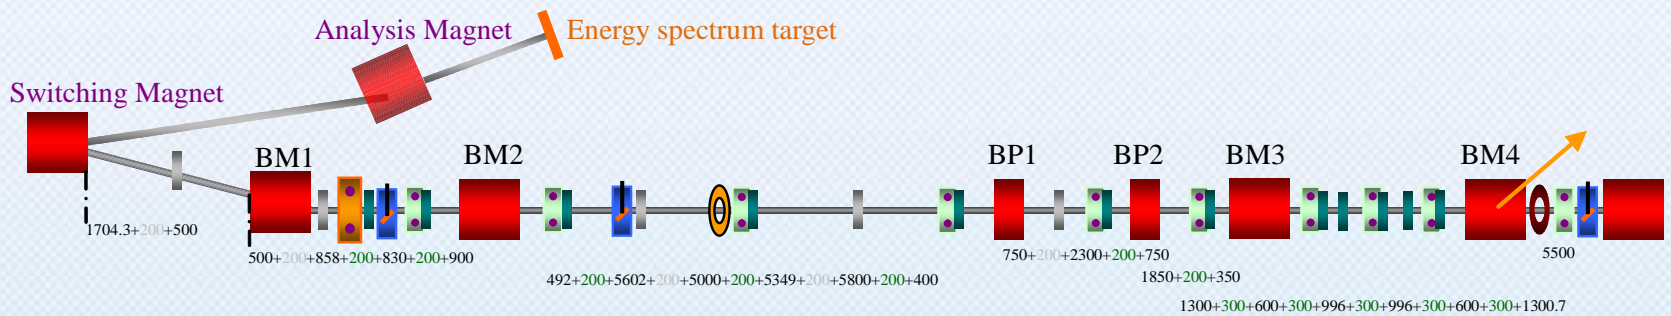 Analysis Magnet
Energy spectrum target
Switching Magnet
BM1
BM2
BP1
BP2
BM3
BM4
1704.3+200+500
500+200+858+200+830+200+900
492+200+5602+200+5000+200+5349+200+5800+200+400
750+200+2300+200+750
1850+200+350
5500
1300+300+600+300+996+300+996+300+600+300+1300.7